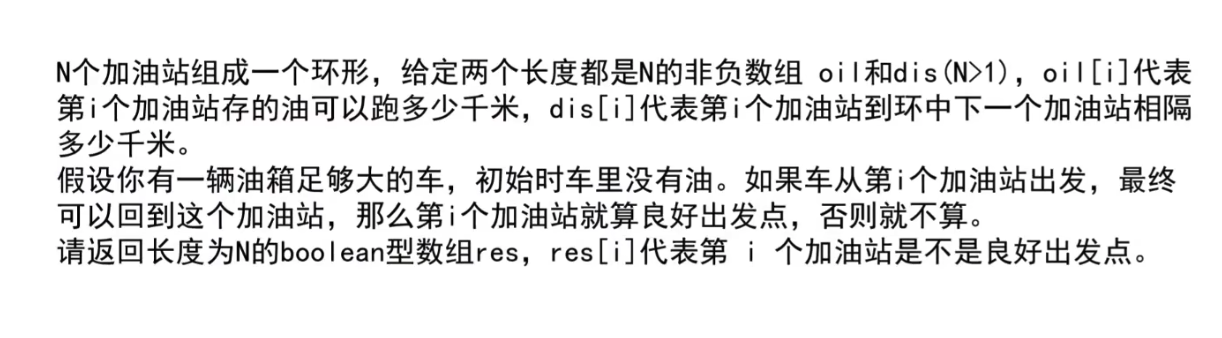 N个加油站组成一个环形，给定两个长度都是N的非负数组 oil和dis(N>1)，oil[i]代表
第i个加油站存的油可以跑多少千米，dis[i]代表第i个加油站到环中下一个加油站相隔
多少千米。
假设你有一辆油箱足够大的车，初始时车里没有油。如果车从第i个加油站出发，最终
可以回到这个加油站，那么第i个加油站就算良好出发点，否则就不算。
请返回长度为N的boolean型数组res，res[i]代表第 i 个加油站是不是良好出发点。